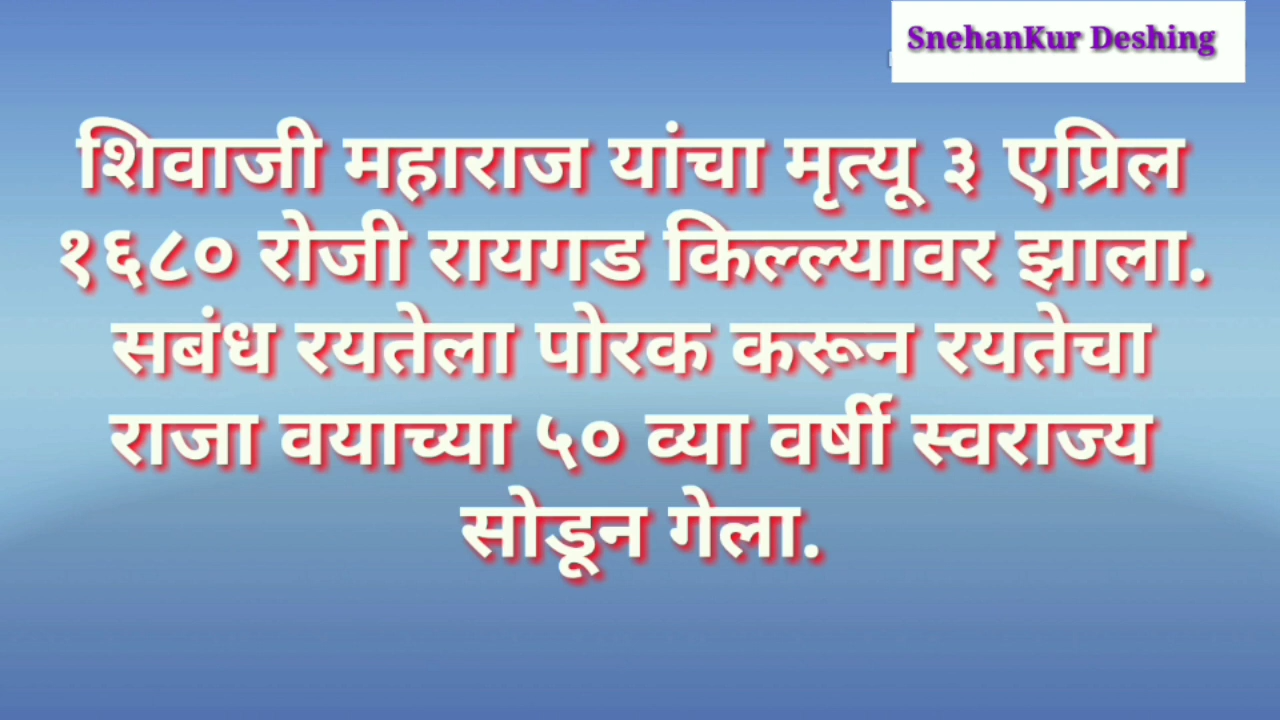 SnehanKur Deshing
शिवाजी महाराज यांचा मृत्यू ३ एप्रिल
१६८० रोजी रायगड किल्ल्यावर झाला.
सबंध रयतेला पोरक करून रयतेचा
राजा वयाच्या ५० व्या वर्षी स्वराज्य
सोडून गेला.